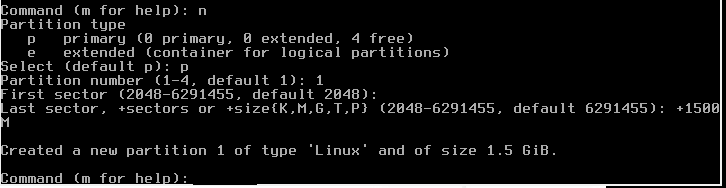 Command (m for help): n
Partition type
p primary (0 primary, 0 extended, 4 free)
e extended (container for logical partitions)
Select (default p): p
Partition number (1-4, default 1): 1
First sector (2048-6291455, default 2048):
Last sector, +sectors or +size{K,M,G,T,P} (2048-6291455, default 6291455): +1500
M
Created a new partition 1 of type 'Linux' and of size 1.5 GiB.
Command (m for help):